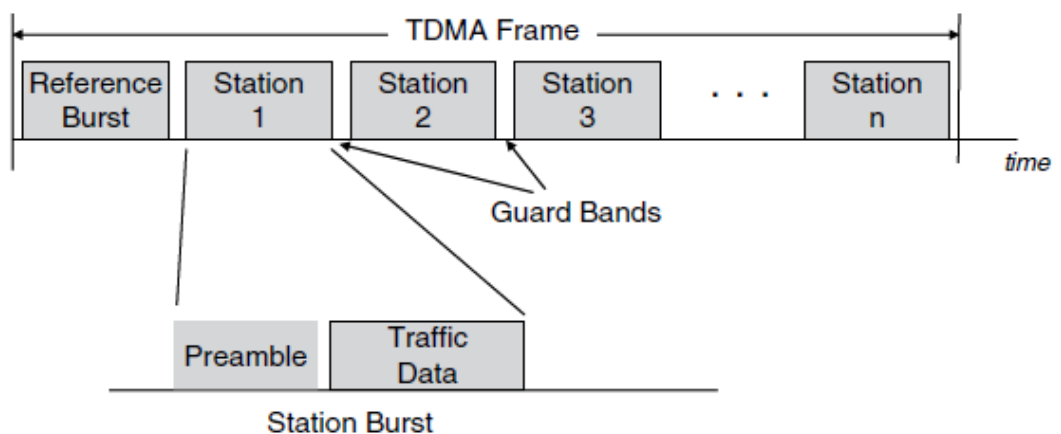 TDMA Frame
Reference
Burst
Station
1
Station
2
Station
3
. . .
Station
n
time
Guard Bands
Preamble
Traffic
Data
Station Burst